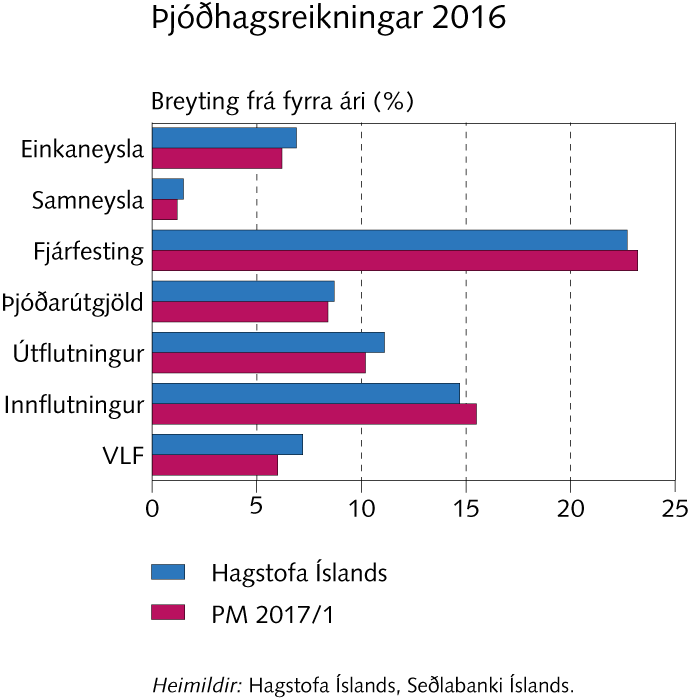 Þjóðhagsreikningar 2016
Breyting frá fyrra ári (%)
Einkaneysla
Samneysla
Fjárfesting
Þjóðarútgjöld
Útflutningur
Innflutningur
VLF
0 5 10 15 20 25
Hagstofa Íslands
PM 2017/1
Heimildir: Hagstofa Íslands, Seðlabanki Íslands.